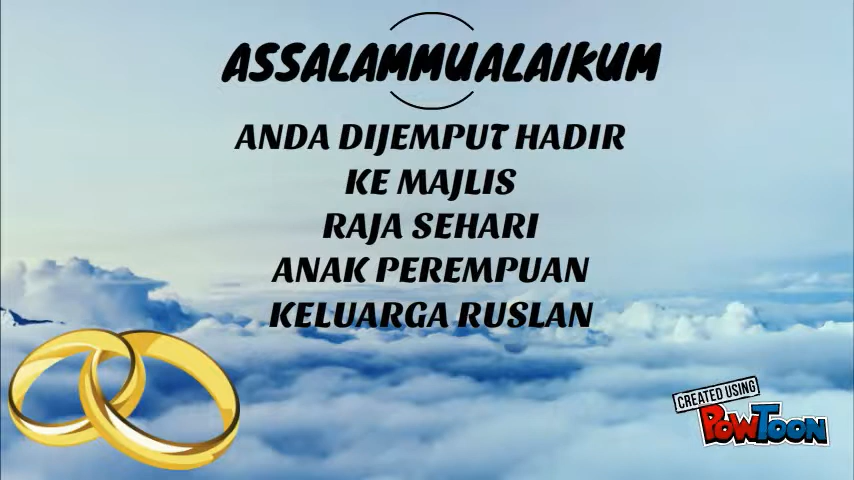 ASSALAMMUALAIKUM
ANDA DIJEMPUT HADIR
KE MAJLIS
RAJA SEHARI
ANAK PEREMPUAN
KELUARGA RUSLAN
CREATED USING
POWTOON